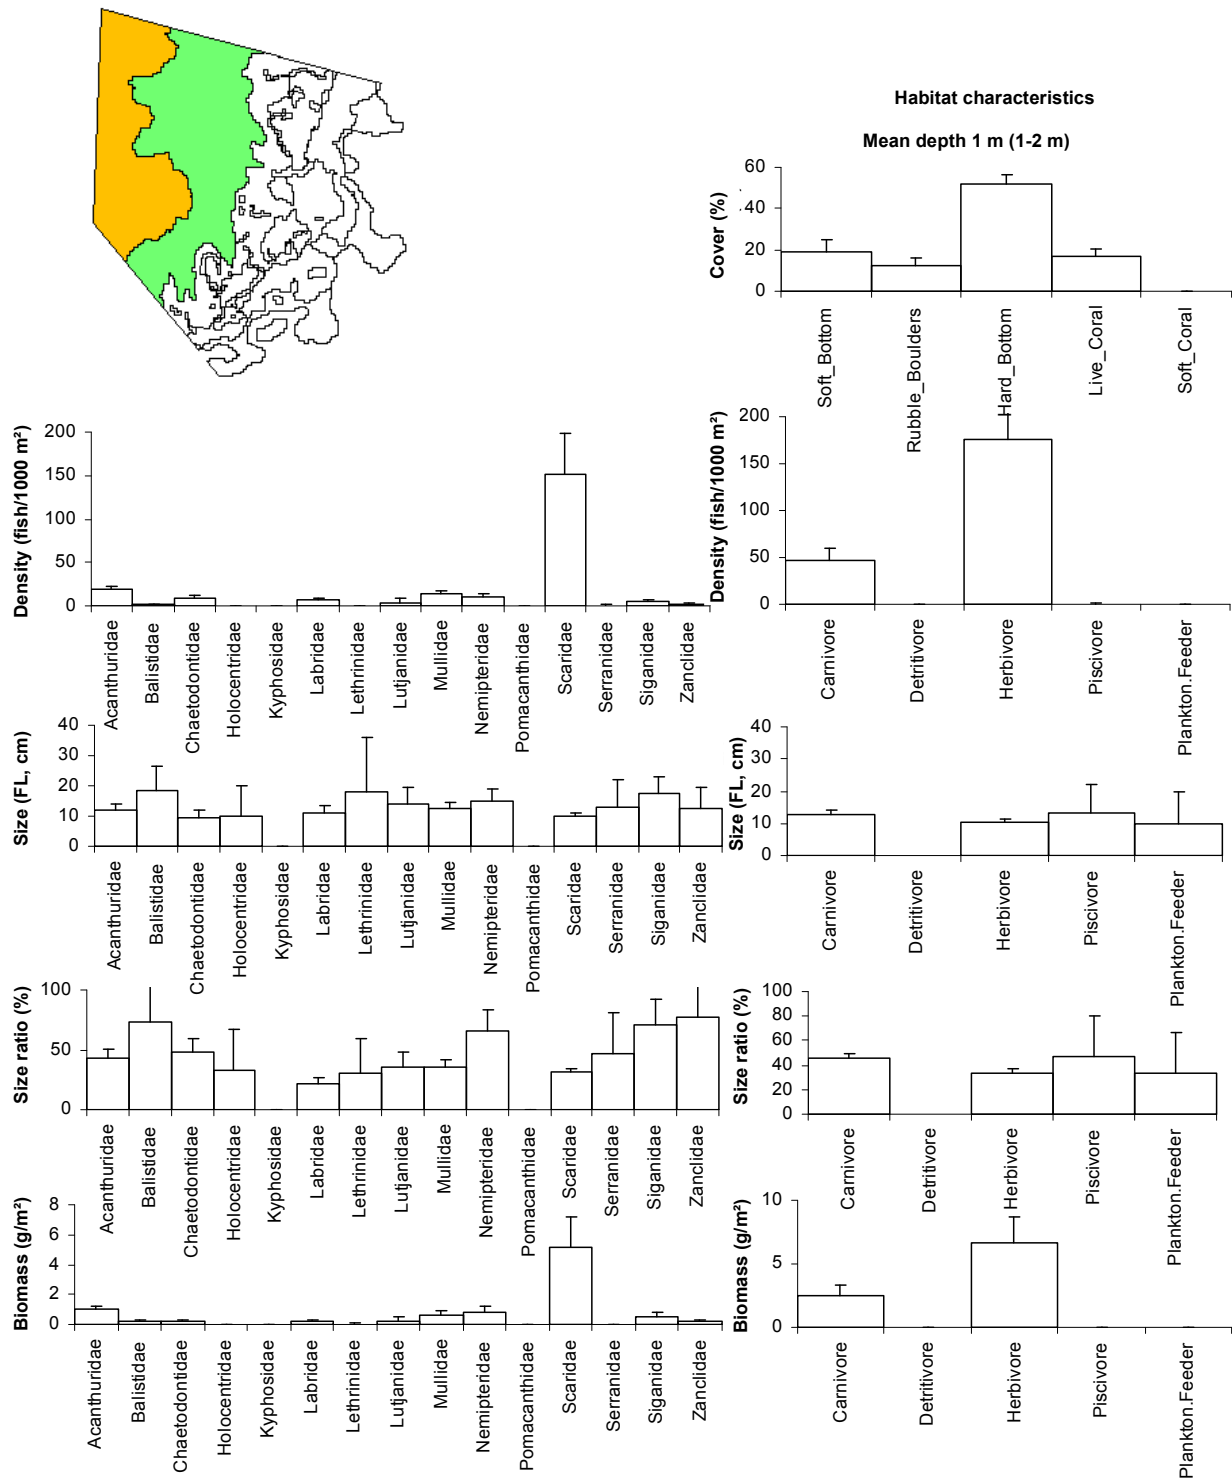 Habitat characteristics
Mean depth 1 m (1-2 m)
Cover (%)
60
40
20
0
Soft_Bottom
Rubble_Boulders
Hard_Bottom
Live_Coral
Soft_Coral
Density (fish/1000 m²)
200
150
100
50
0
Acanthuridae
Balistidae
Chaetodontidae
Holocentridae
Kyphosidae
Labridae
Lethrinidae
Lutjanidae
Mullidae
Nemipteridae
Pomacanthidae
Scaridae
Serranidae
Siganidae
Zanclidae
Density (fish/1000 m²)
200
150
100
50
0
Carnivore
Detritivore
Herbivore
Piscivore
Plankton.Feeder
Size (FL, cm)
40
30
20
10
0
Acanthuridae
Balistidae
Chaetodontidae
Holocentridae
Kyphosidae
Labridae
Lethrinidae
Lutjanidae
Mullidae
Nemipteridae
Pomacanthidae
Scaridae
Serranidae
Siganidae
Zanclidae
Size (FL, cm)
40
30
20
10
0
Carnivore
Detritivore
Herbivore
Piscivore
Plankton.Feeder
Size ratio (%)
100
50
0
Acanthuridae
Balistidae
Chaetodontidae
Holocentridae
Kyphosidae
Labridae
Lethrinidae
Lutjanidae
Mullidae
Nemipteridae
Pomacanthidae
Scaridae
Serranidae
Siganidae
Zanclidae
Size ratio (%)
100
80
60
40
20
0
Carnivore
Detritivore
Herbivore
Piscivore
Plankton.Feeder
Biomass (g/m²)
8
6
4
2
0
Acanthuridae
Balistidae
Chaetodontidae
Holocentridae
Kyphosidae
Labridae
Lethrinidae
Lutjanidae
Mullidae
Nemipteridae
Pomacanthidae
Scaridae
Serranidae
Siganidae
Zanclidae
Biomass (g/m²)
10
5
0
Carnivore
Detritivore
Herbivore
Piscivore
Plankton.Feeder